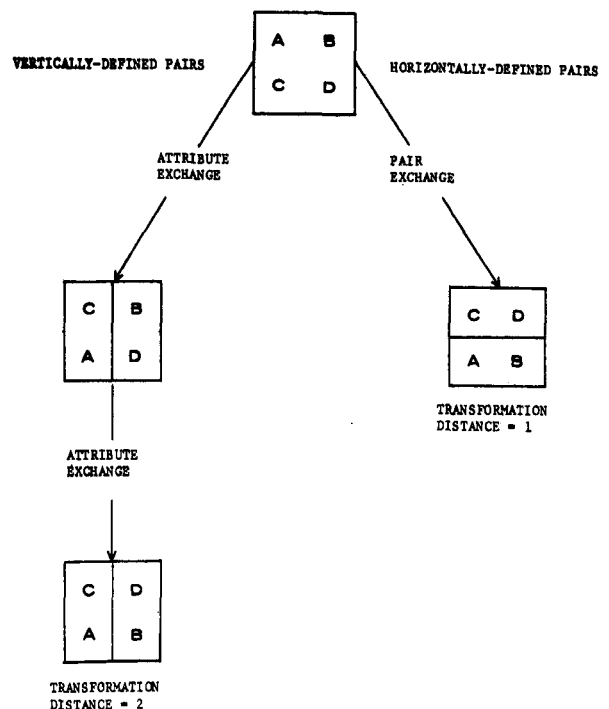 A B
VERTICALLY-DEFINED PAIRS
HORIZONTALLY-DEFINED PAIRS
C D
ATTRIBUTE
EXCHANGE
PAIR
EXCHANGE
C B
A D
C D
A B
TRANSFORMATION
DISTANCE = 1
ATTRIBUTE
EXCHANGE
C D
A B
TRANSFORMATION
DISTANCE = 2